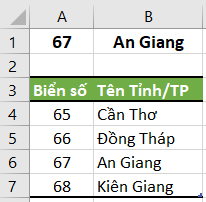 A B
1 67 An Giang
2
3 Biển số Tên Tỉnh/TP
4 65 Cần Thơ
5 66 Đồng Tháp
6 67 An Giang
7 68 Kiên Giang